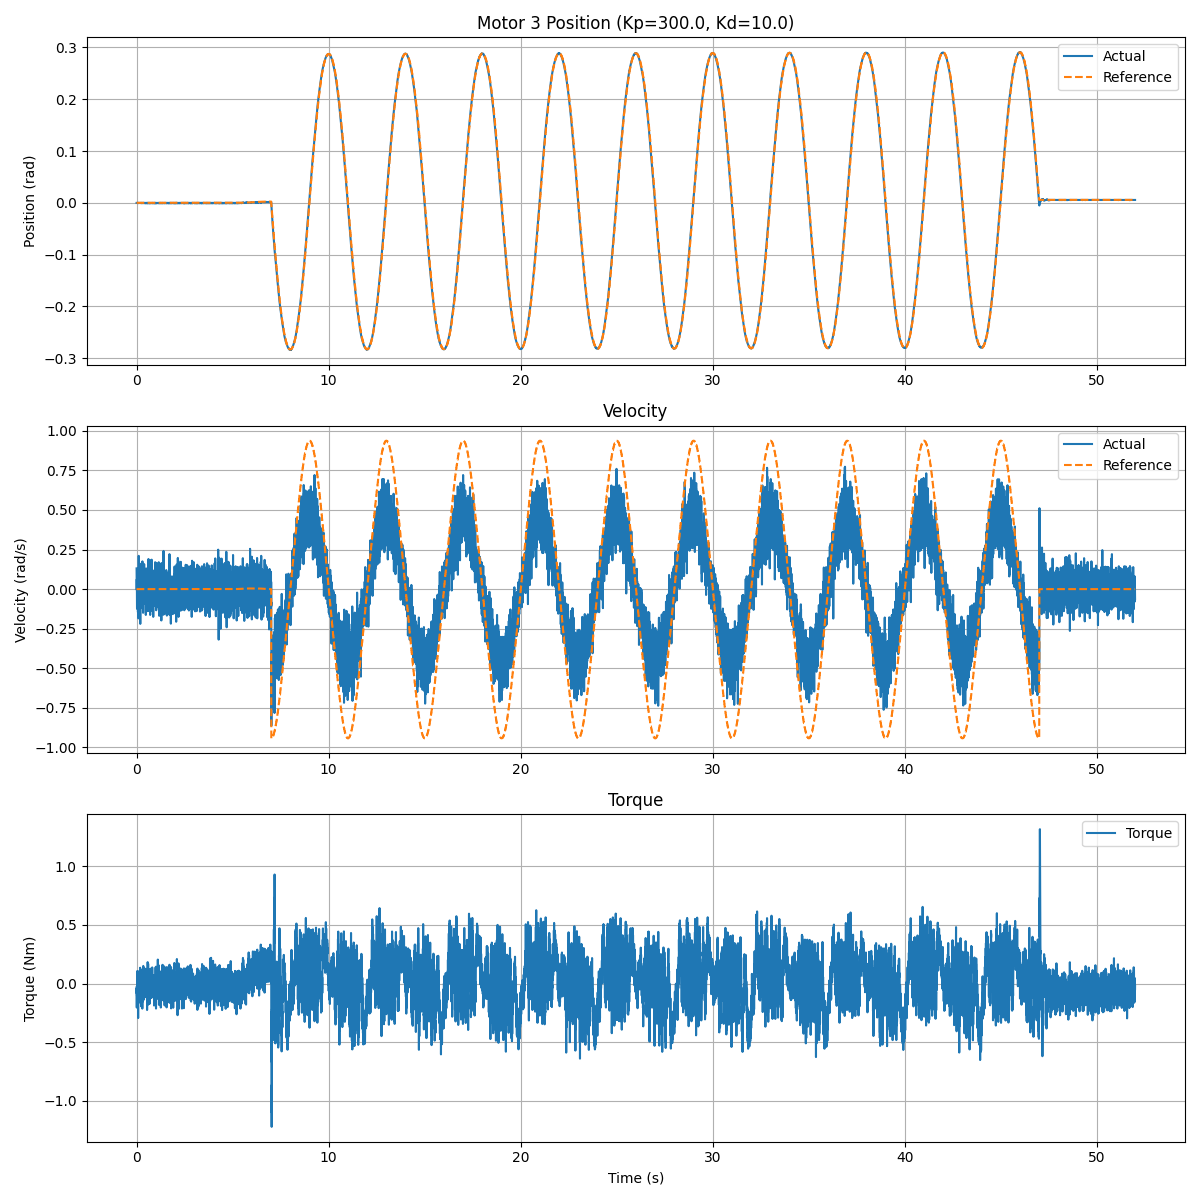 Motor 3 Position (Kp=300.0, Kd=10.0)
Position (rad)
0.3
0.2
0.1
0.0
−0.1
−0.2
−0.3
Actual
Reference
0 10 20 30 40 50
Velocity
Velocity (rad/s)
1.00
0.75
0.50
0.25
0.00
−0.25
−0.50
−0.75
−1.00
Actual
Reference
0 10 20 30 40 50
Torque
Torque (Nm)
1.0
0.5
0.0
−0.5
−1.0
Torque
0 10 20 30 40 50
Time (s)